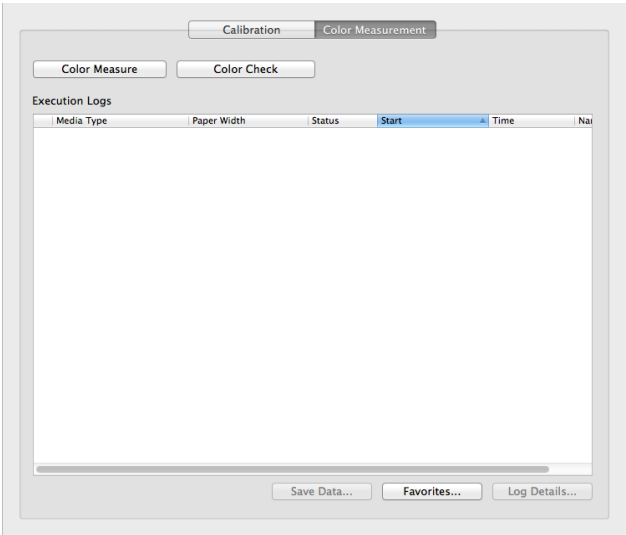 Calibration Color Measurement
Color Measure Color Check
Execution Logs
Media Type Paper Width Status Start Time Nai
Save Data... Favorites... Log Details...